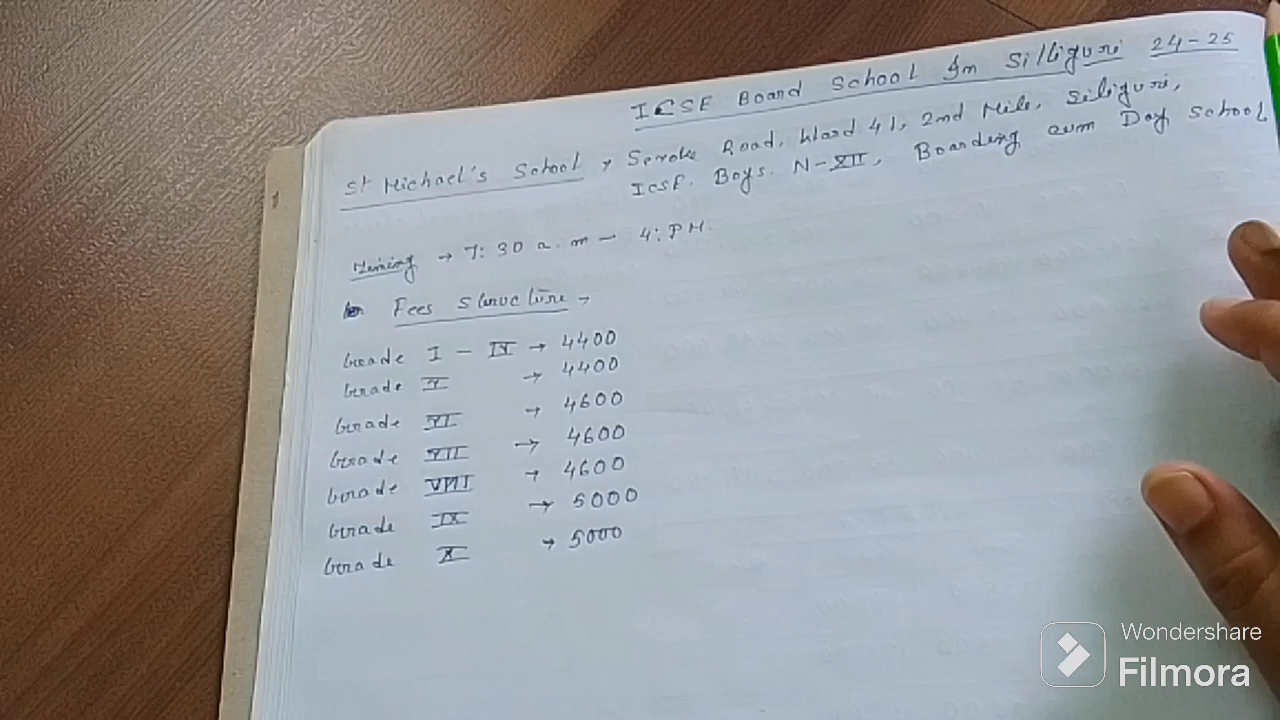 ICSE Board School In Silliguri 24-25
St Michael's School, Sevoke Road, Ward 41, 2nd Mile, Siliguri,
ICSE. Boys. N-XII, Boarding cum Day School
Timing → 7:30 a.m - 4: PM.
Fees Structure →
Grade I - IV → 4400
Grade V → 4400
Grade VI → 4600
Grade VII → 4600
Grade VIII → 4600
Grade IX → 5000
Grade X → 5000
Wondershare
Filmora